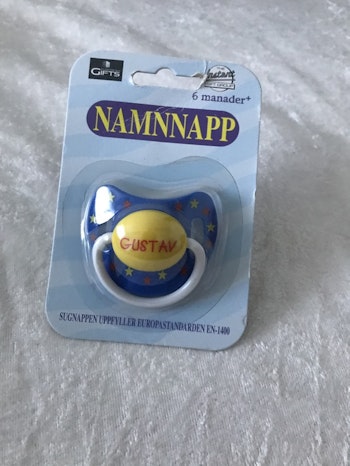 GIFTS
6 manader+
NAMNNAPP
GUSTAV
SUGNAPPEN UPPFYLLER EUROPASTANDARDEN EN-1400